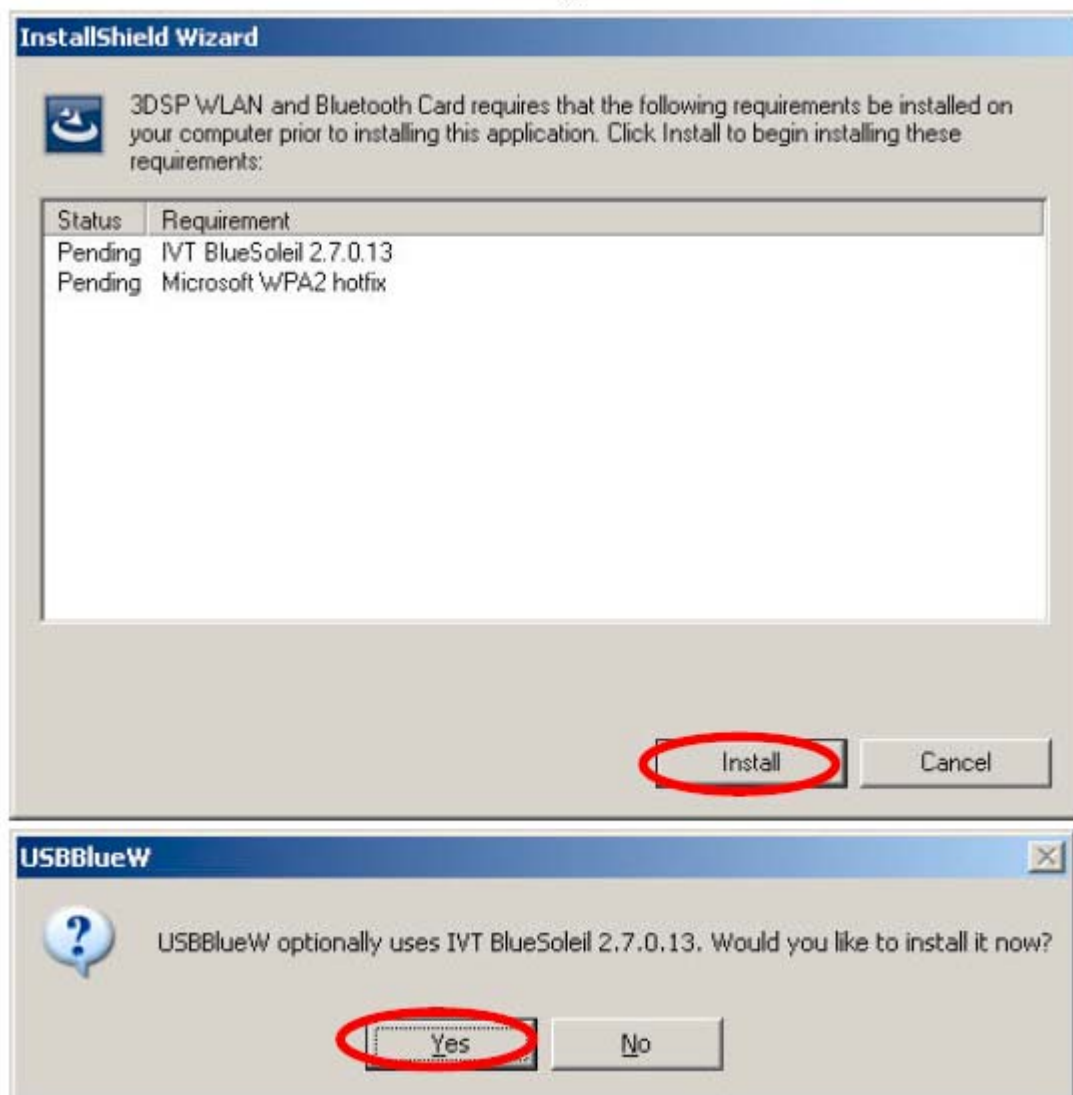 InstallShield Wizard
3DSP WLAN and Bluetooth Card requires that the following requirements be installed on
your computer prior to installing this application. Click Install to begin installing these
requirements:
Status Requirement
Pending IVT BlueSoleil 2.7.0.13
Pending Microsoft WPA2 hotfix
Install Cancel
USBBlueW
USBBlueW optionally uses IVT BlueSoleil 2.7.0.13. Would you like to install it now?
Yes No